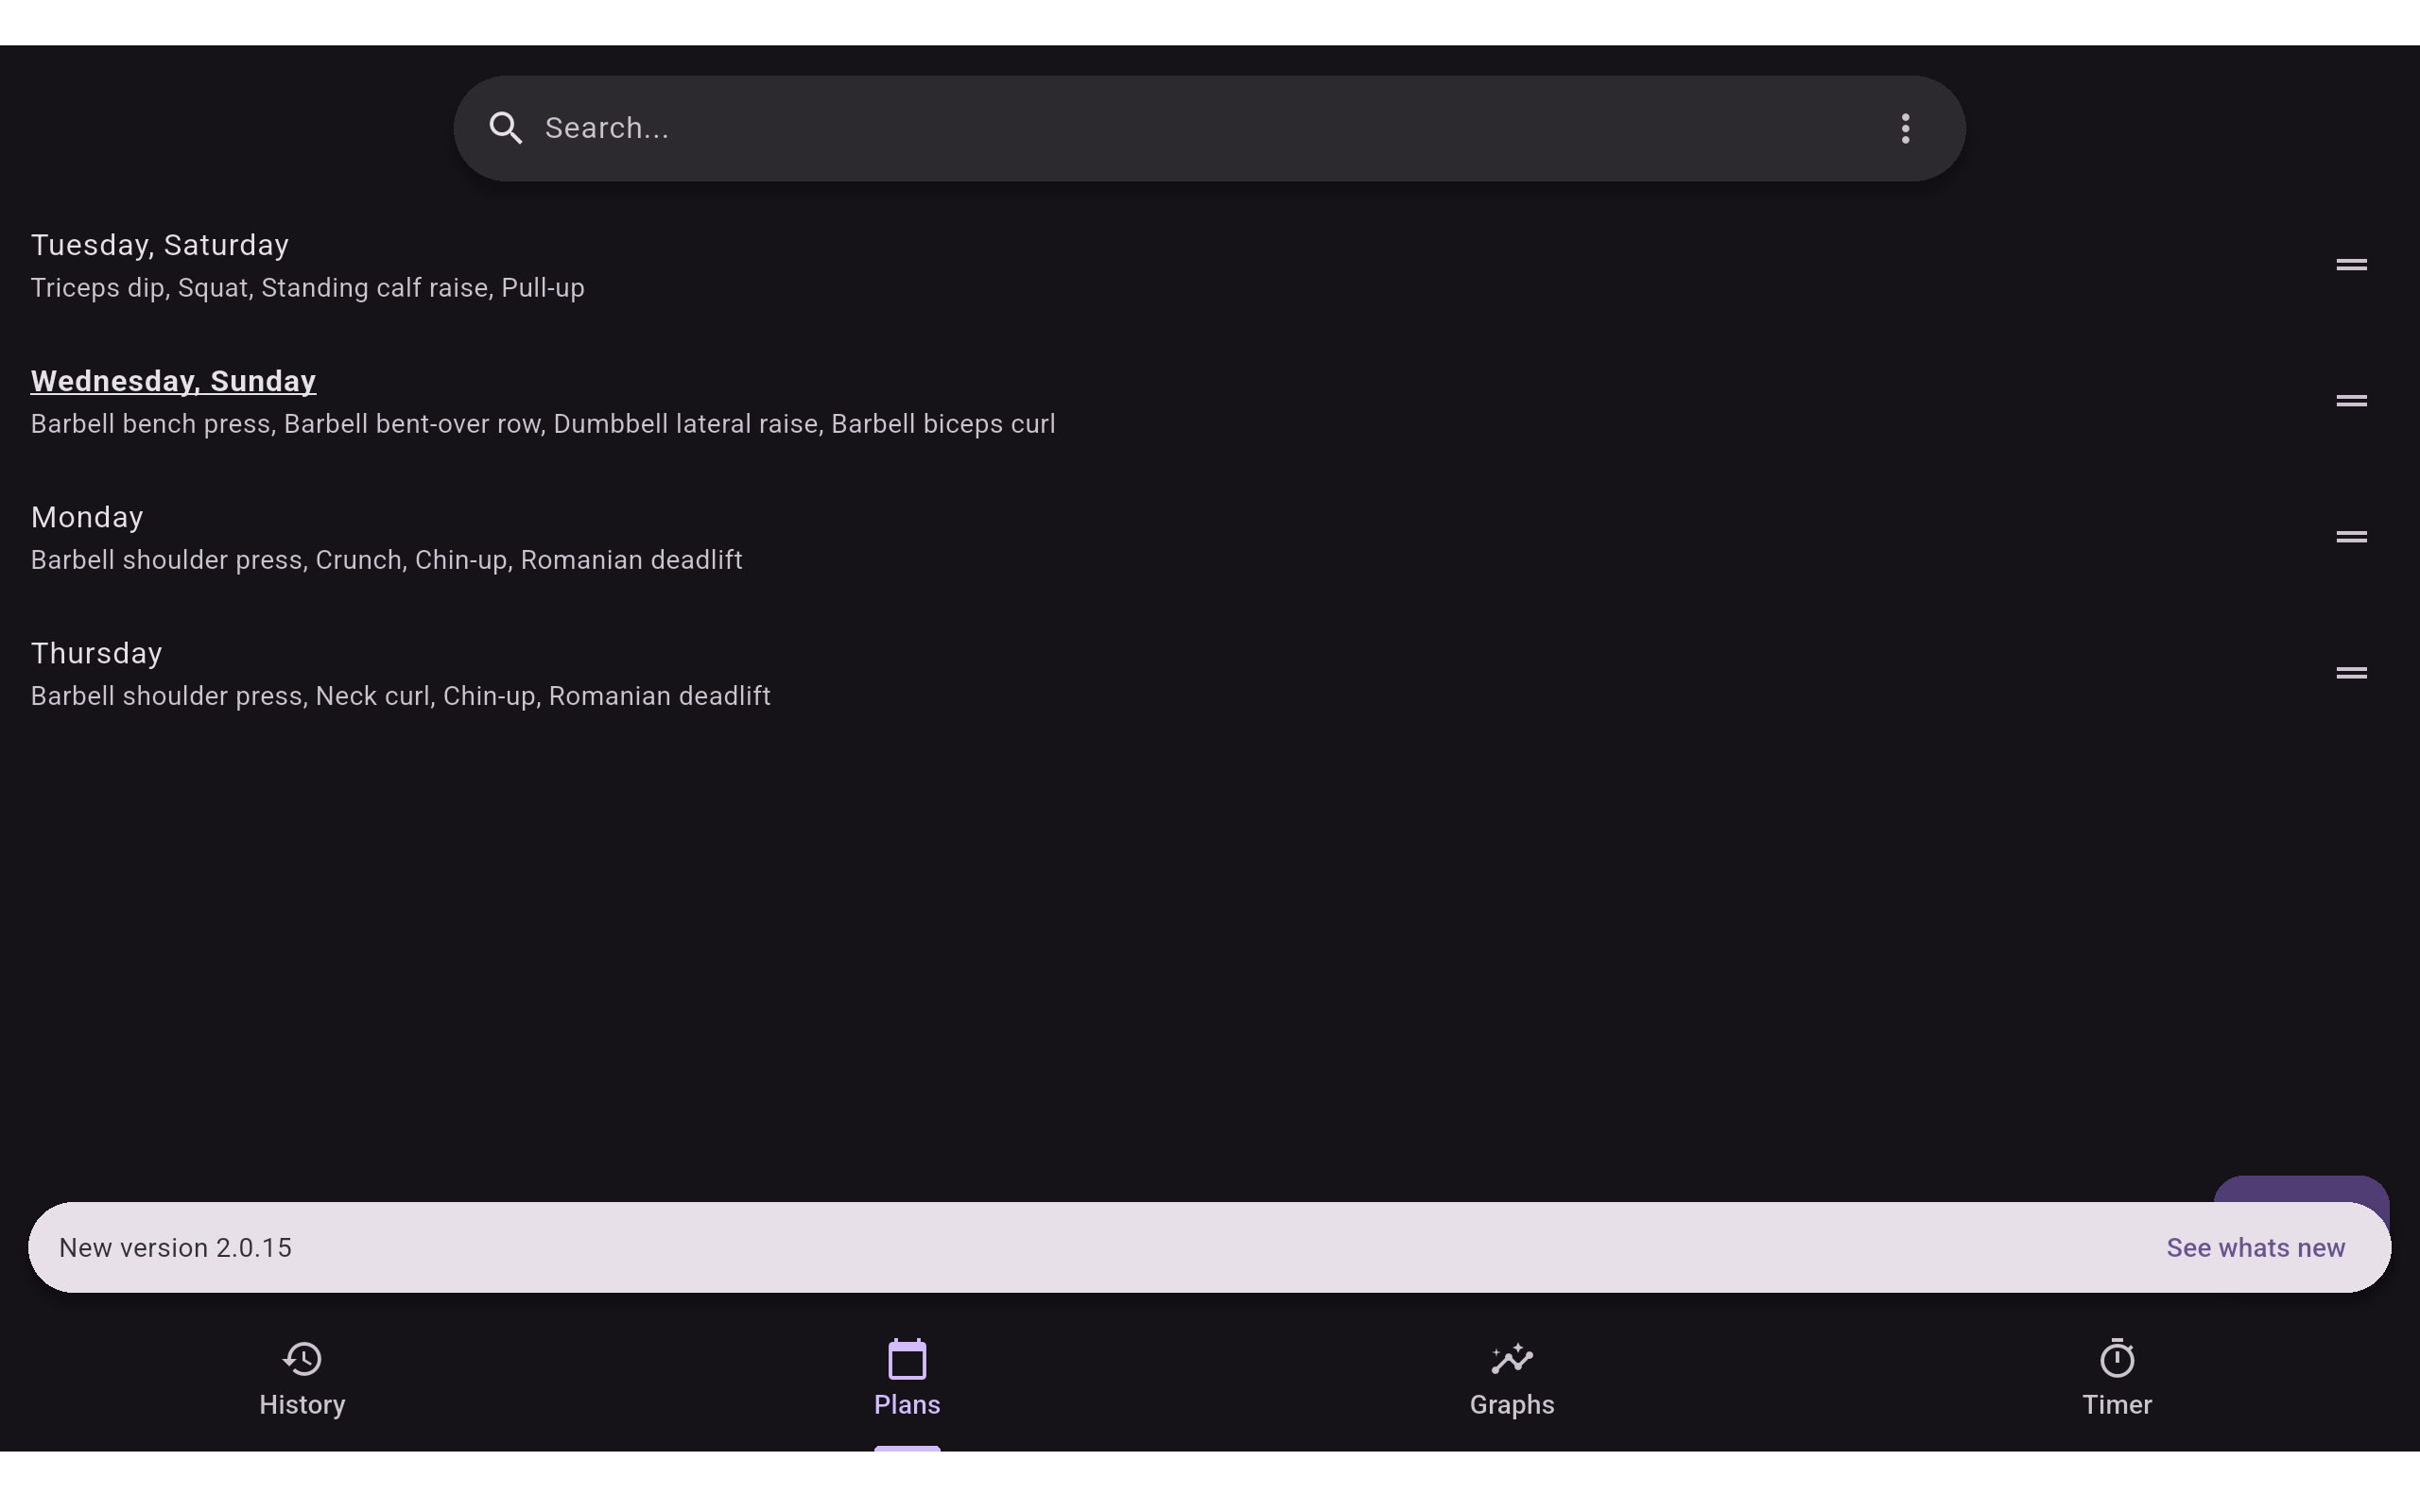 Search...
Tuesday, Saturday
Triceps dip, Squat, Standing calf raise, Pull-up
Wednesday, Sunday
Barbell bench press, Barbell bent-over row, Dumbbell lateral raise, Barbell biceps curl
Monday
Barbell shoulder press, Crunch, Chin-up, Romanian deadlift
Thursday
Barbell shoulder press, Neck curl, Chin-up, Romanian deadlift
New version 2.0.15 See whats new
History Plans Graphs Timer